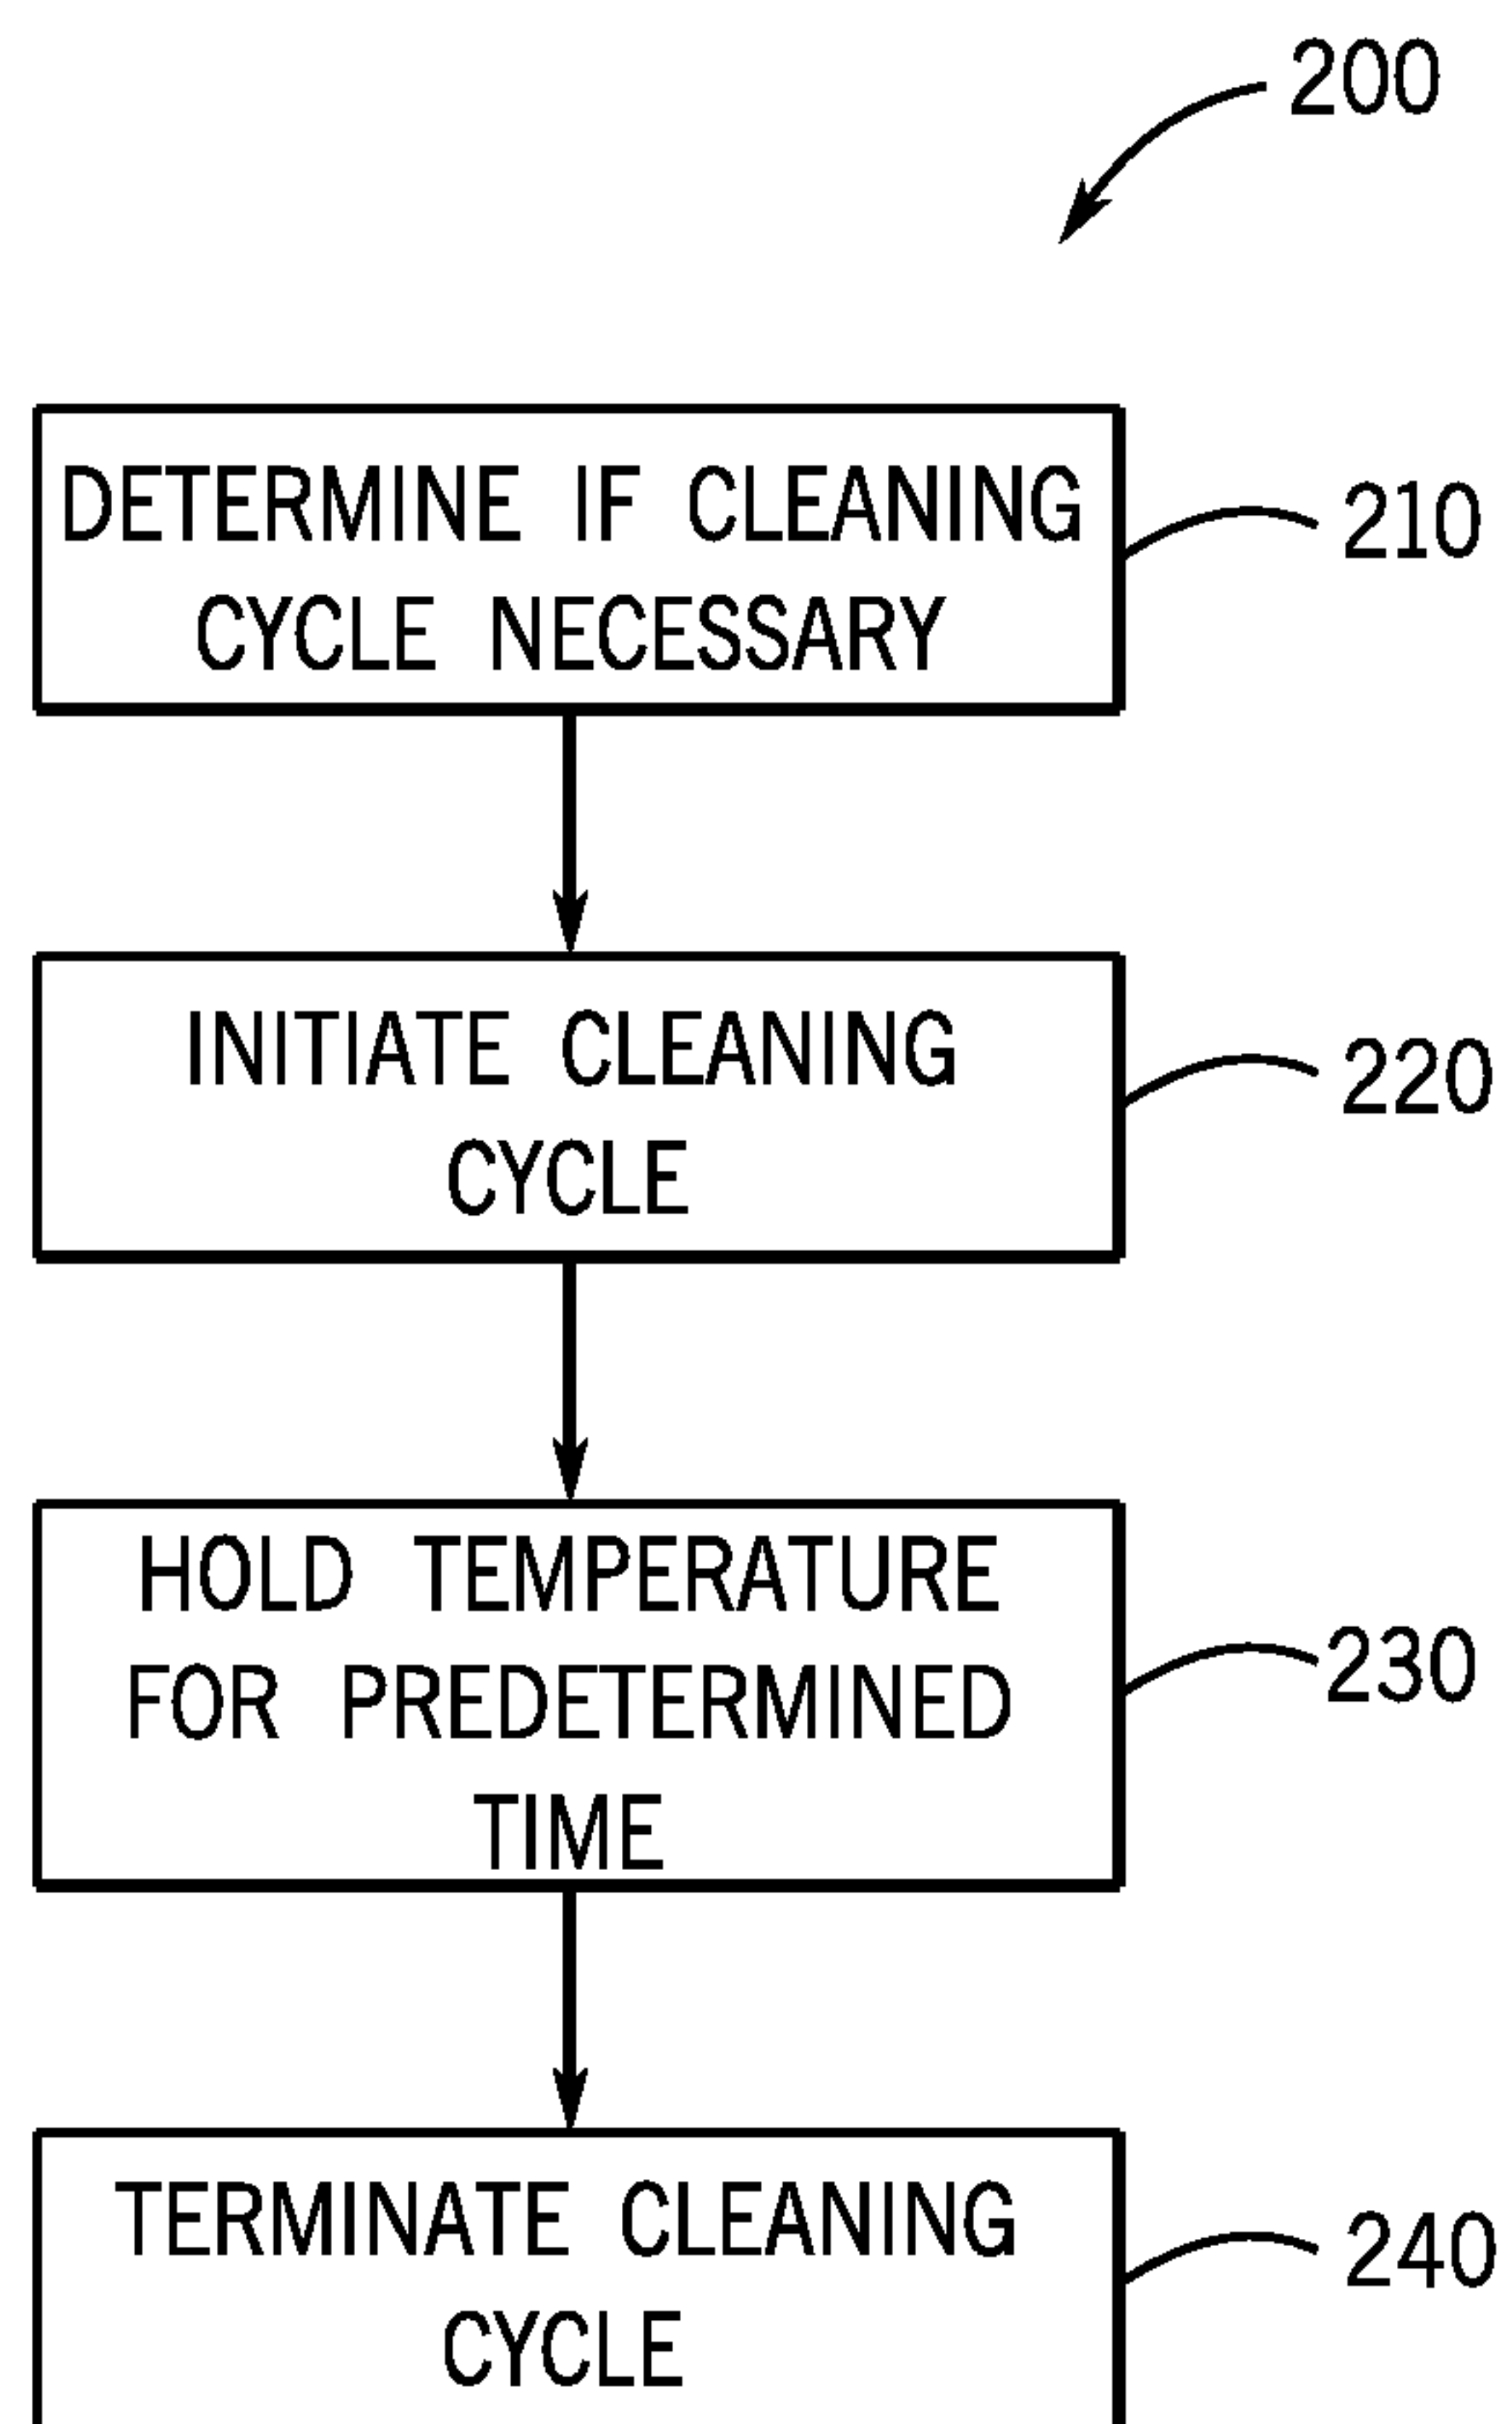 200
DETERMINE IF CLEANING
CYCLE NECESSARY
210
INITIATE CLEANING
CYCLE
220
HOLD TEMPERATURE
FOR PREDETERMINED
TIME
230
TERMINATE CLEANING
CYCLE
240